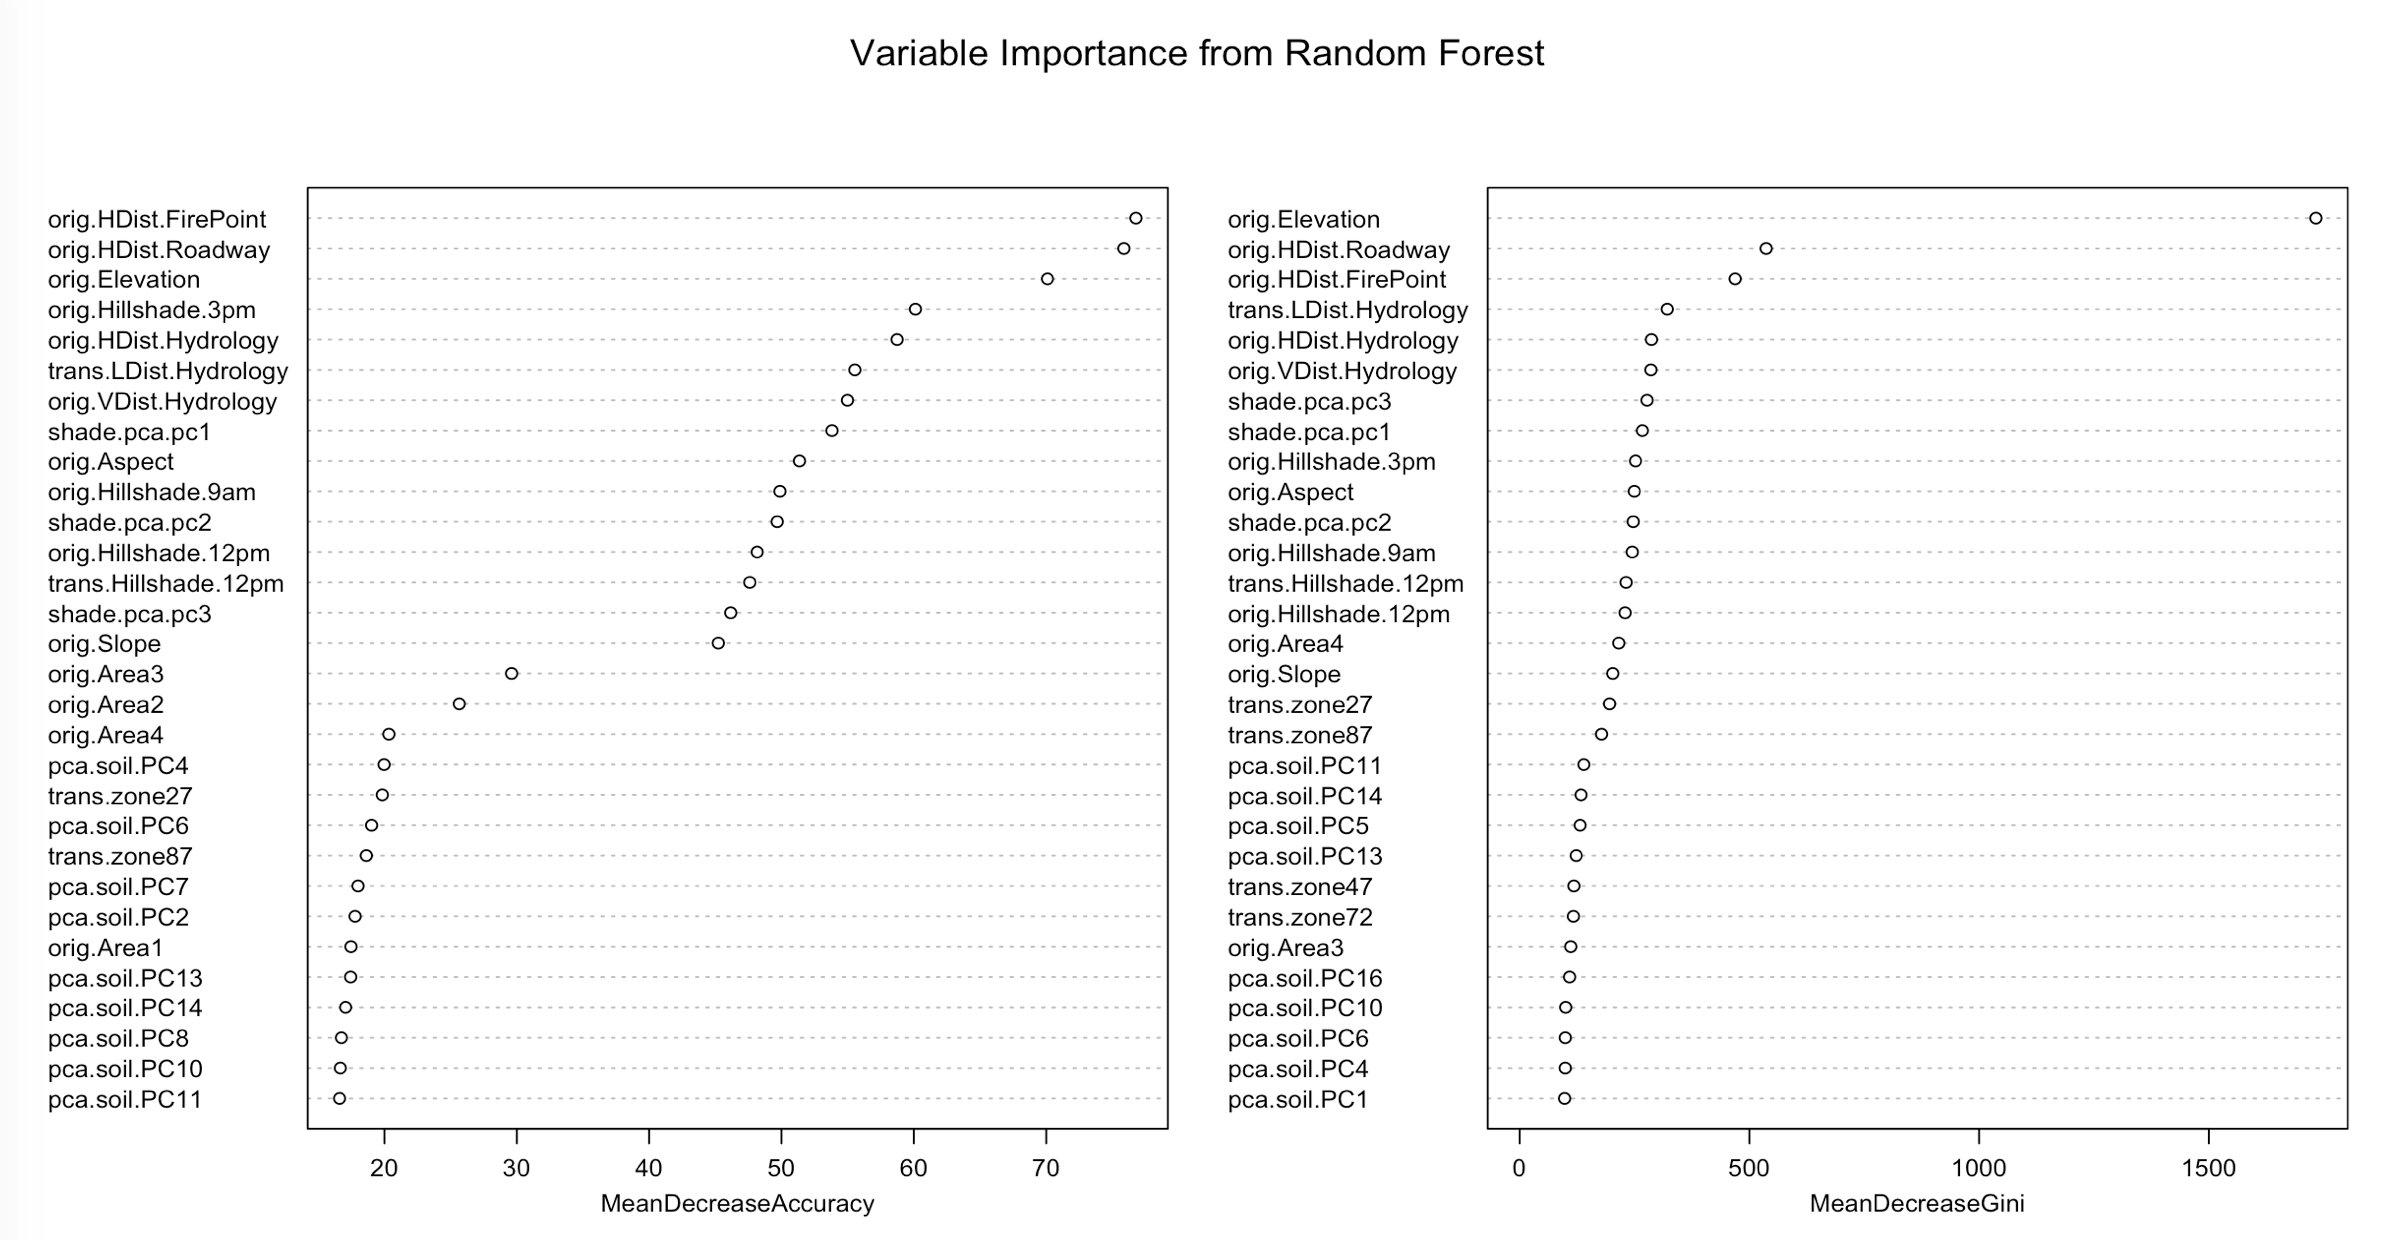 Variable Importance from Random Forest
orig.HDist.FirePoint
orig.HDist.Roadway
orig.Elevation
orig.Hillshade.3pm
orig.HDist.Hydrology
trans.LDist.Hydrology
orig.VDist.Hydrology
shade.pca.pc1
orig.Aspect
orig.Hillshade.9am
shade.pca.pc2
orig.Hillshade.12pm
trans.Hillshade.12pm
shade.pca.pc3
orig.Slope
orig.Area3
orig.Area2
orig.Area4
pca.soil.PC4
trans.zone27
pca.soil.PC6
trans.zone87
pca.soil.PC7
pca.soil.PC2
orig.Area1
pca.soil.PC13
pca.soil.PC14
pca.soil.PC8
pca.soil.PC10
pca.soil.PC11
20 30 40 50 60 70
MeanDecreaseAccuracy
orig.Elevation
orig.HDist.Roadway
orig.HDist.FirePoint
trans.LDist.Hydrology
orig.HDist.Hydrology
orig.VDist.Hydrology
shade.pca.pc3
shade.pca.pc1
orig.Hillshade.3pm
orig.Aspect
shade.pca.pc2
orig.Hillshade.9am
trans.Hillshade.12pm
orig.Hillshade.12pm
orig.Area4
orig.Slope
trans.zone27
trans.zone87
pca.soil.PC11
pca.soil.PC14
pca.soil.PC5
pca.soil.PC13
trans.zone47
trans.zone72
orig.Area3
pca.soil.PC16
pca.soil.PC10
pca.soil.PC6
pca.soil.PC4
pca.soil.PC1
0 500 1000 1500
MeanDecreaseGini